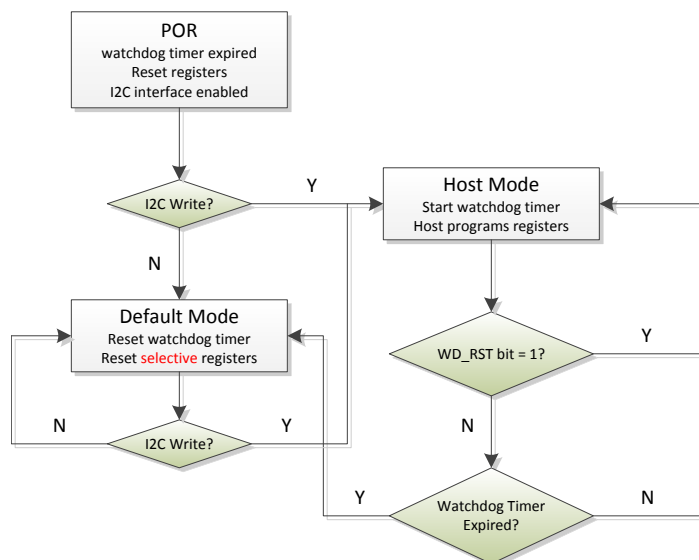 POR
watchdog timer expired
Reset registers
I2C interface enabled
I2C Write?
Y
N
Host Mode
Start watchdog timer
Host programs registers
Default Mode
Reset watchdog timer
Reset selective registers
WD_RST bit = 1?
Y
N
I2C Write?
N
Y
Watchdog Timer
Expired?
Y
N